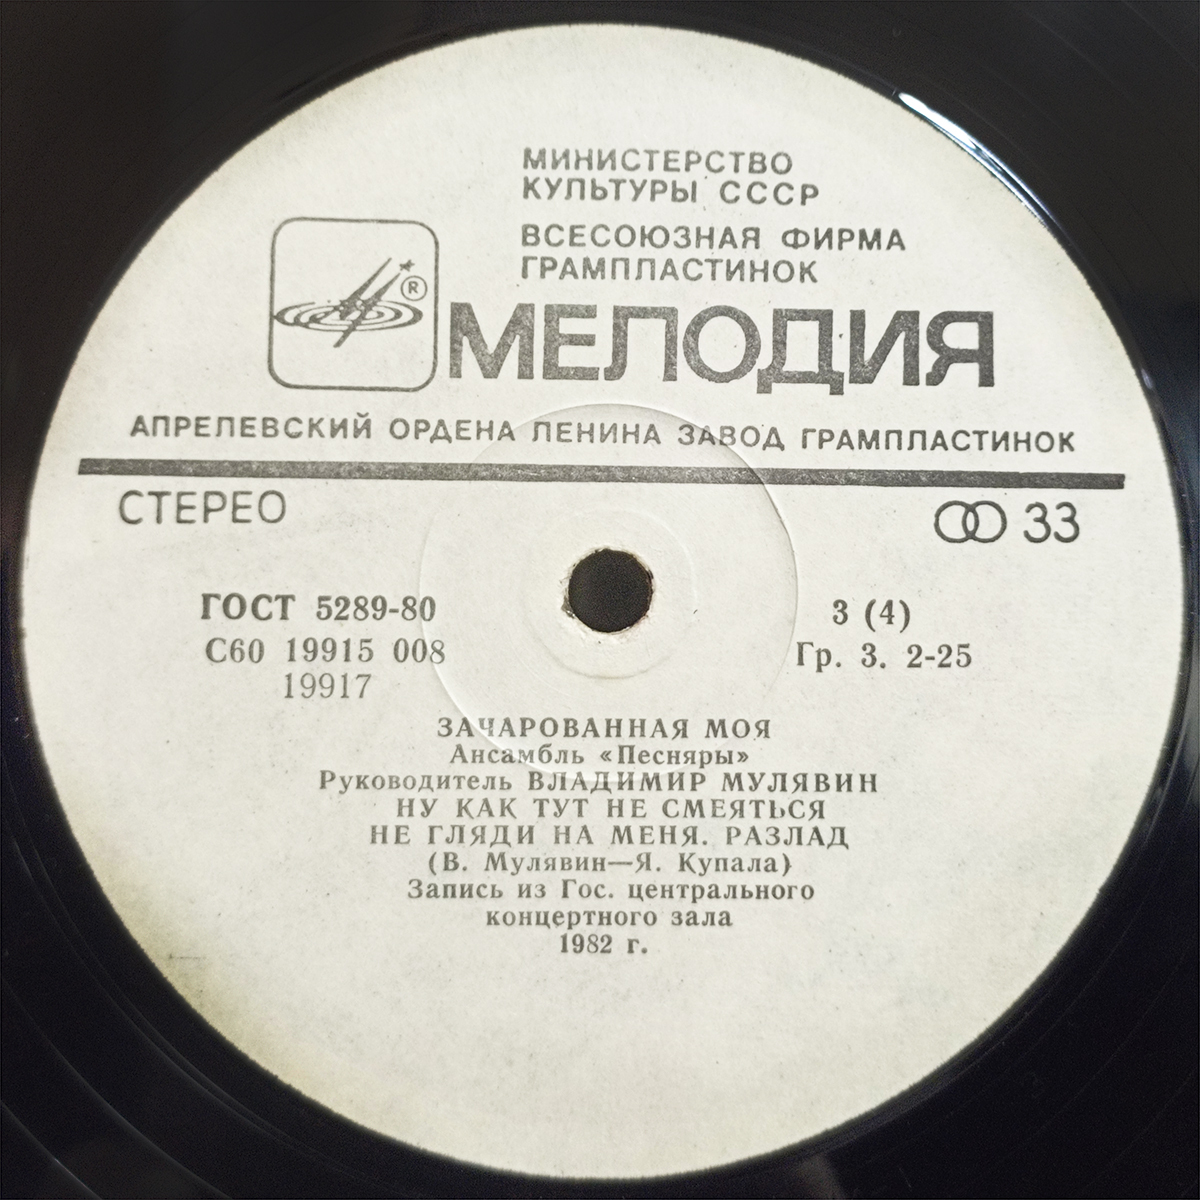 МИНИСТЕРСТВО
КУЛЬТУРЫ СССР
ВСЕСОЮЗНАЯ ФИРМА
ГРАМПЛАСТИНОК
®
МЕЛОДИЯ
АПРЕЛЕВСКИЙ ОРДЕНА ЛЕНИНА ЗАВОД ГРАМПЛАСТИНОК
СТЕРЕО
33
ГОСТ 5289-80
3 (4)
С60 19915 008
Гр. 3. 2-25
19917
ЗАЧАРОВАННАЯ МОЯ
Ансамбль «Песняры»
Руководитель ВЛАДИМИР МУЛЯВИН
НУ КАК ТУТ НЕ СМЕЯТЬСЯ
НЕ ГЛЯДИ НА МЕНЯ. РАЗЛАД
(В. Мулявин—Я. Купала)
Запись из Гос. центрального
концертного зала
1982 г.